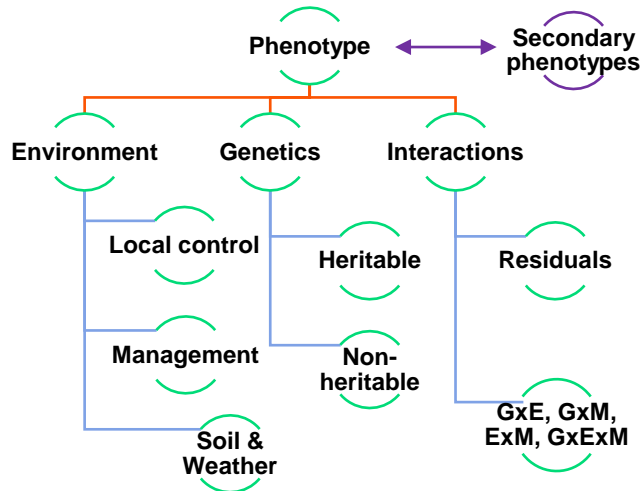 Phenotype
Secondary
phenotypes
Environment
Genetics
Interactions
Local control
Heritable
Residuals
Management
Non-
heritable
Soil &
Weather
GxE, GxM,
ExM, GxExM